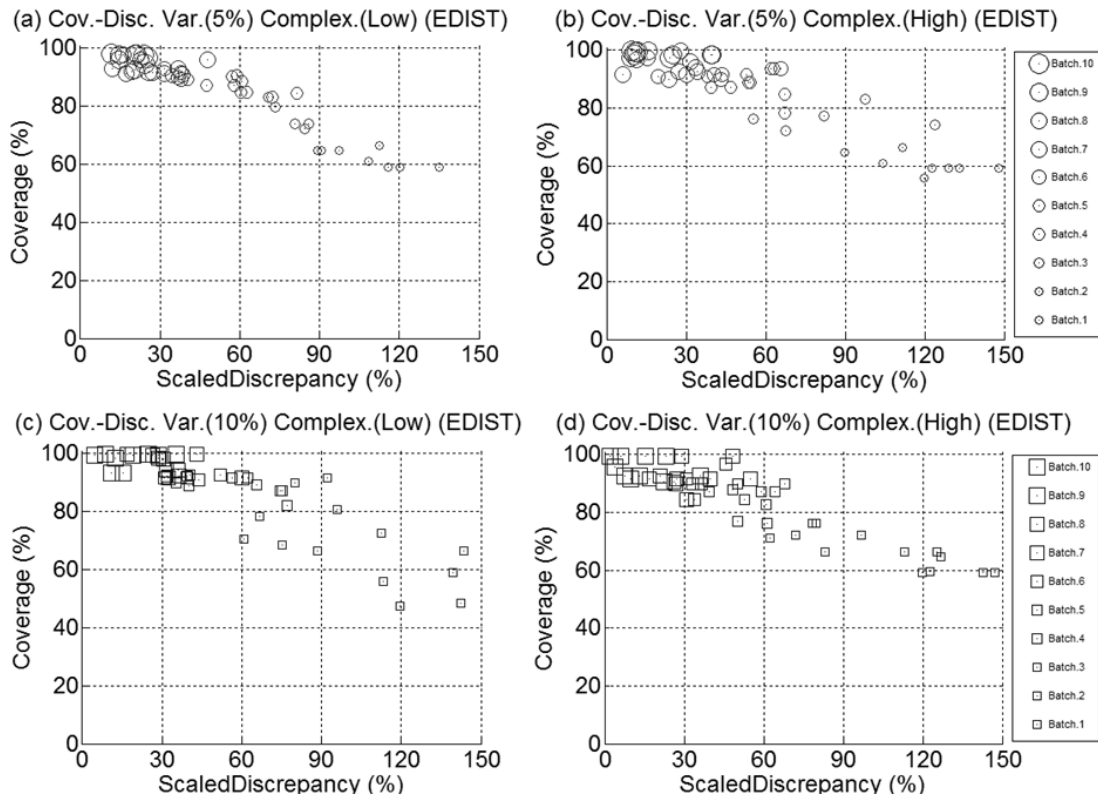 (a) Cov.-Disc. Var.(5%) Complex.(Low) (EDIST)
100
80
60
40
20
0
Coverage (%)
0 30 60 90 120 150
ScaledDiscrepancy (%)
(b) Cov.-Disc. Var.(5%) Complex.(High) (EDIST)
100
80
60
40
20
0
Coverage (%)
0 30 60 90 120 150
ScaledDiscrepancy (%)
Batch.10
Batch.9
Batch.8
Batch.7
Batch.6
Batch.5
Batch.4
Batch.3
Batch.2
Batch.1
(c) Cov.-Disc. Var.(10%) Complex.(Low) (EDIST)
100
80
60
40
20
0
Coverage (%)
0 30 60 90 120 150
ScaledDiscrepancy (%)
(d) Cov.-Disc. Var.(10%) Complex.(High) (EDIST)
100
80
60
40
20
0
Coverage (%)
0 30 60 90 120 150
ScaledDiscrepancy (%)
Batch.10
Batch.9
Batch.8
Batch.7
Batch.6
Batch.5
Batch.4
Batch.3
Batch.2
Batch.1